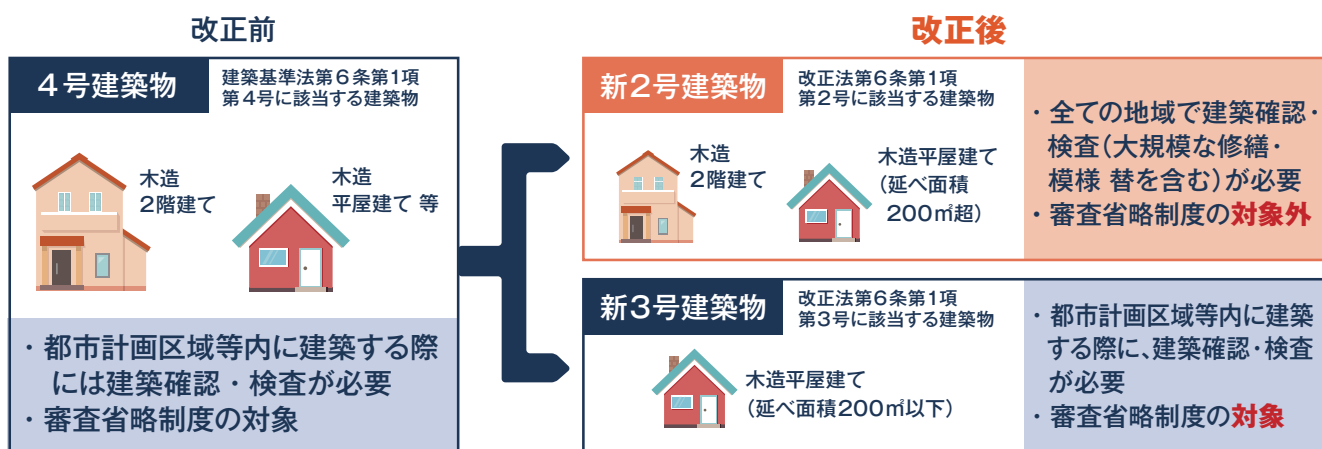 改正前
4号建築物
建築基準法第6条第1項
第4号に該当する建築物
木造
2階建て
木造
平屋建て 等
・都市計画区域等内に建築する際
には建築確認・検査が必要
・審査省略制度の対象
改正後
新2号建築物
改正法第6条第1項
第2号に該当する建築物
木造
2階建て
木造平屋建て
(延べ面積
200㎡超)
・全ての地域で建築確認・
検査(大規模な修繕・
模様 替を含む)が必要
・審査省略制度の対象外
新3号建築物
改正法第6条第1項
第3号に該当する建築物
木造平屋建て
(延べ面積200㎡以下)
・都市計画区域等内に建築
する際に、建築確認・検査
が必要
・審査省略制度の対象